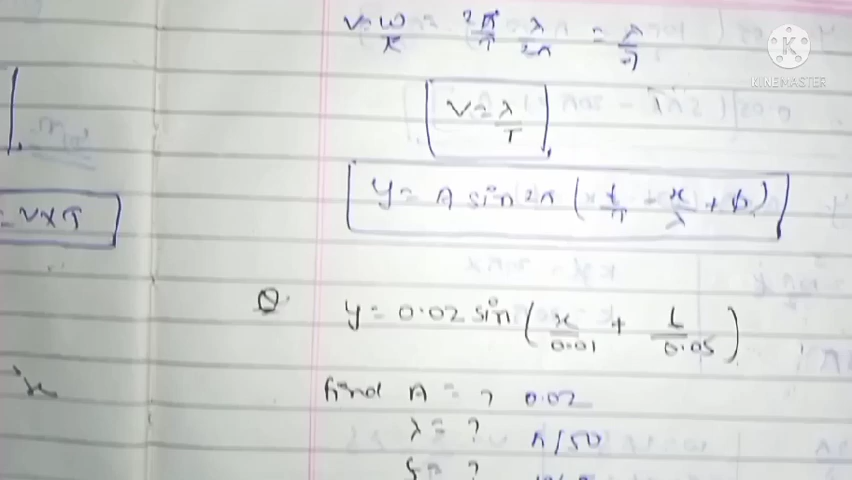 v = ω/k 2π/T λ/2π = λ/T
KINEMASTER
v = λ/T
= v × T
y = A sin 2π (t/T - x/λ + φ)
Q. y = 0.02 sin (x/0.01 + t/0.05)
find A = ? 0.02
λ = ? π/50
f = ?